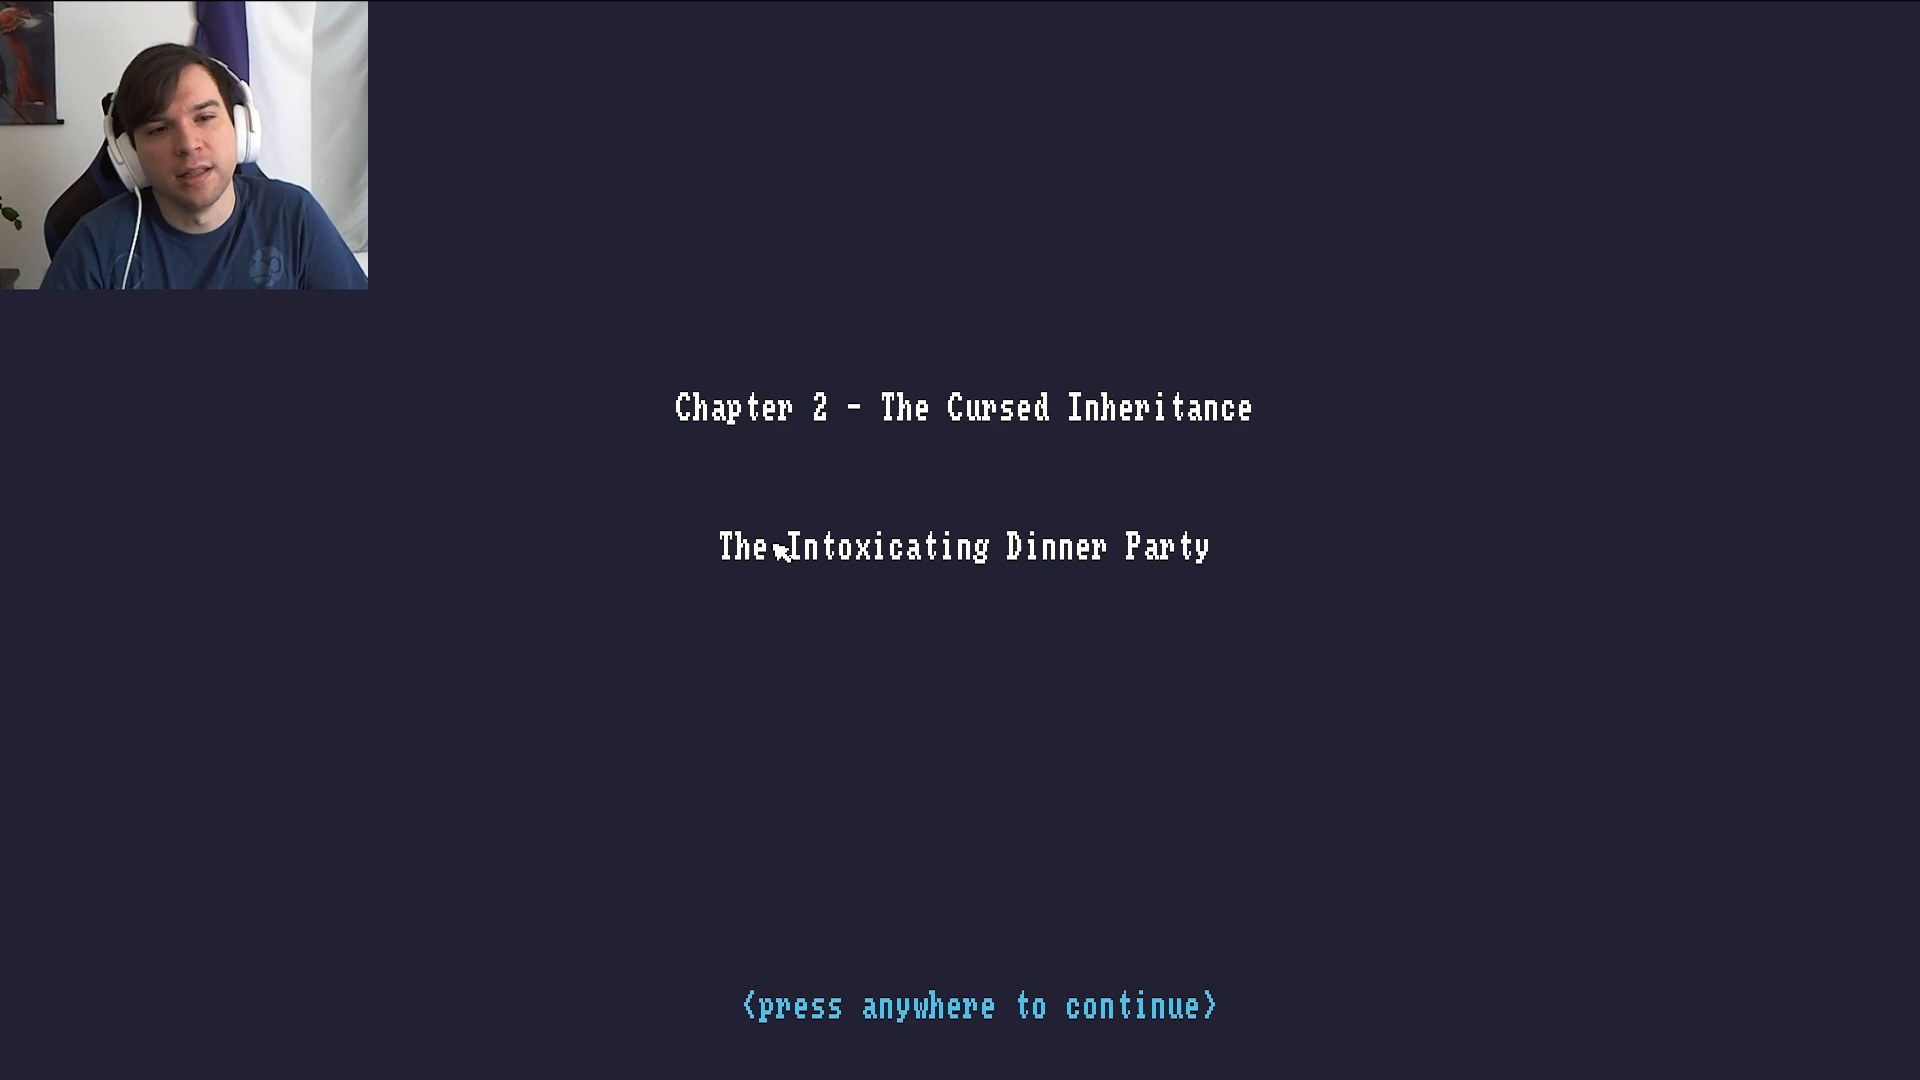 Chapter 2 - The Cursed Inheritance
The Intoxicating Dinner Party
<press anywhere to continue>